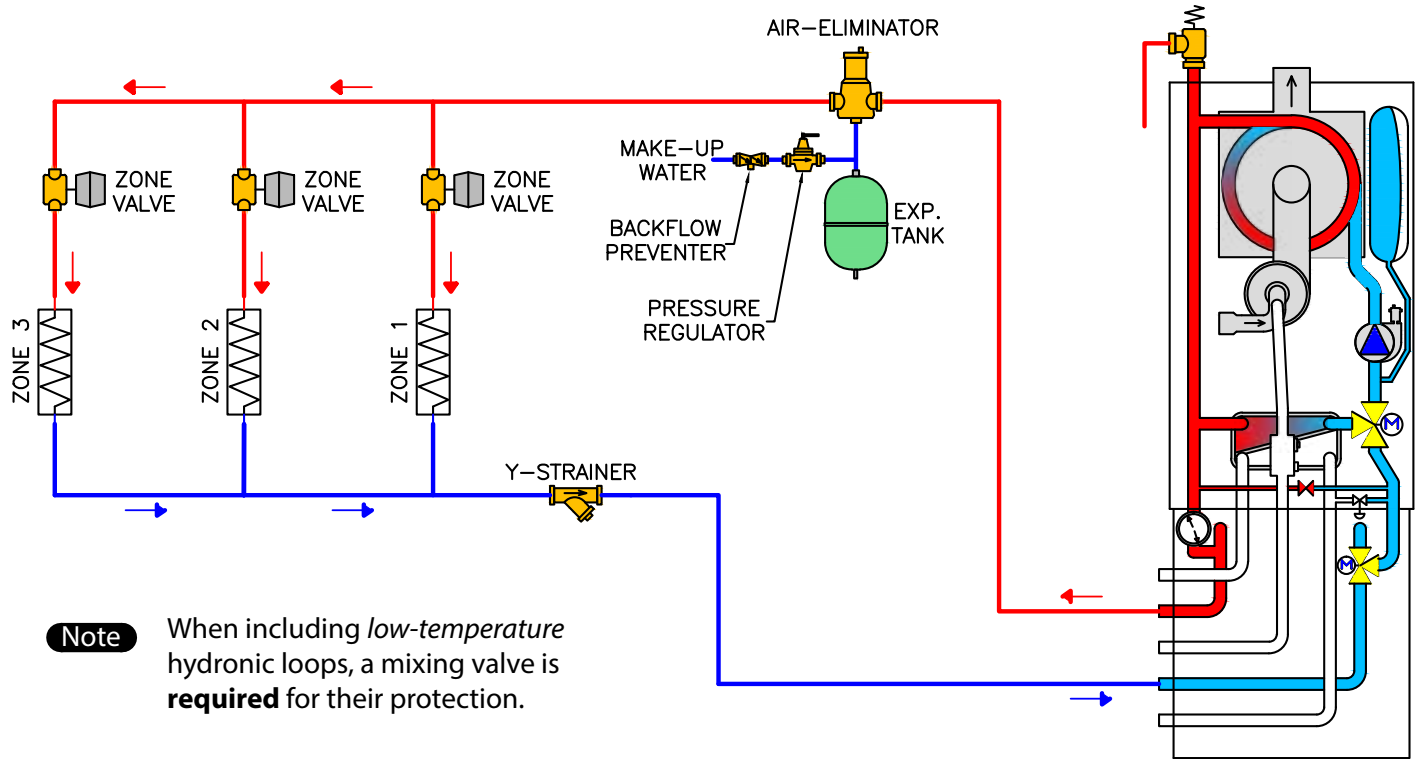 AIR-ELIMINATOR
MAKE-UP
WATER
ZONE
VALVE
ZONE
VALVE
ZONE
VALVE
BACKFLOW
PREVENTER
EXP.
TANK
PRESSURE
REGULATOR
ZONE 3
ZONE 2
ZONE 1
M
Y-STRAINER
M
Note
When including low-temperature
hydronic loops, a mixing valve is
required for their protection.